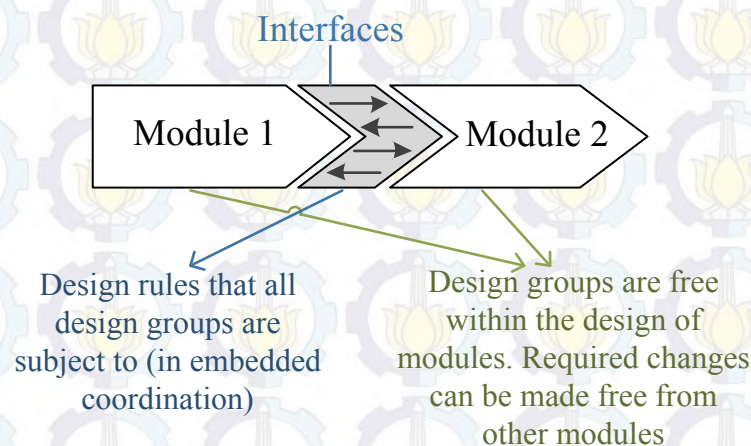 Interfaces
Module 1
Module 2
Design rules that all
design groups are
subject to (in embedded
coordination)
Design groups are free
within the design of
modules. Required changes
can be made free from
other modules